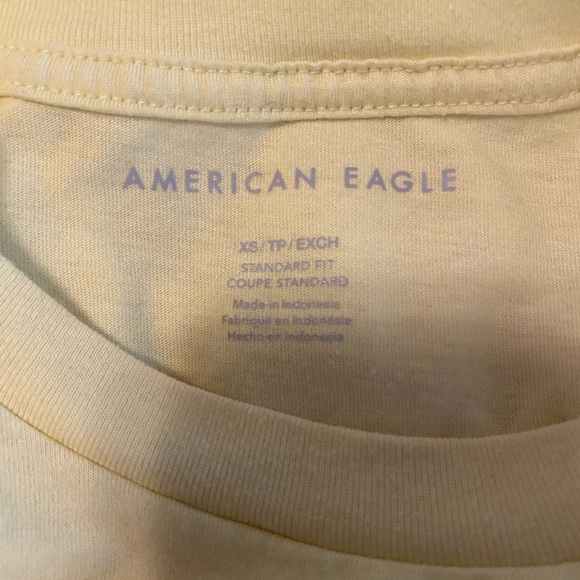 AMERICAN EAGLE
XS/TP/EXCH
STANDARD FIT
COUPE STANDARD
Made in Indonesia
Fabriqué en Indonésie
Hecho en Indonesia